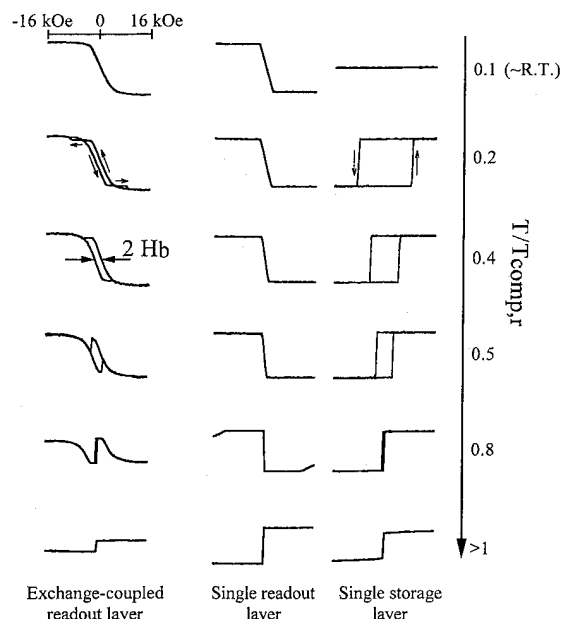 -16 kOe 0 16 kOe
0.1 (~R.T.)
0.2
2 Hb
0.4
T/Tcomp,r
0.5
0.8
>1
Exchange-coupled
readout layer
Single readout
layer
Single storage
layer